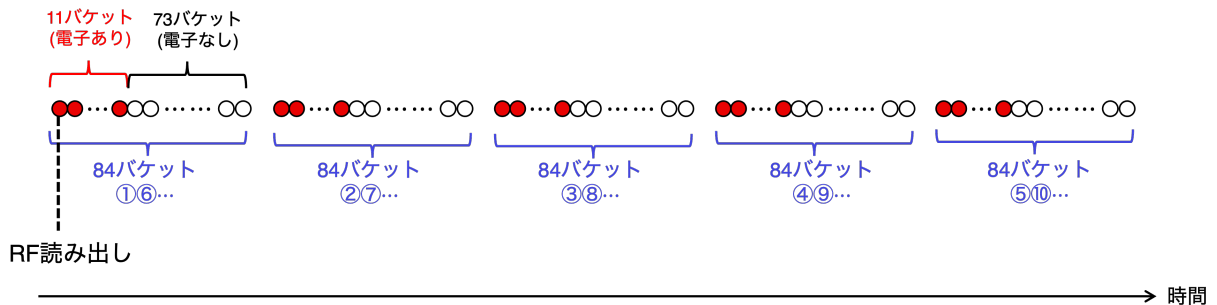 11バケット
(電子あり)
73バケット
(電子なし)
84バケット
①⑥…
84バケット
②⑦…
84バケット
③⑧…
84バケット
④⑨…
84バケット
⑤⑩…
RF読み出し
時間